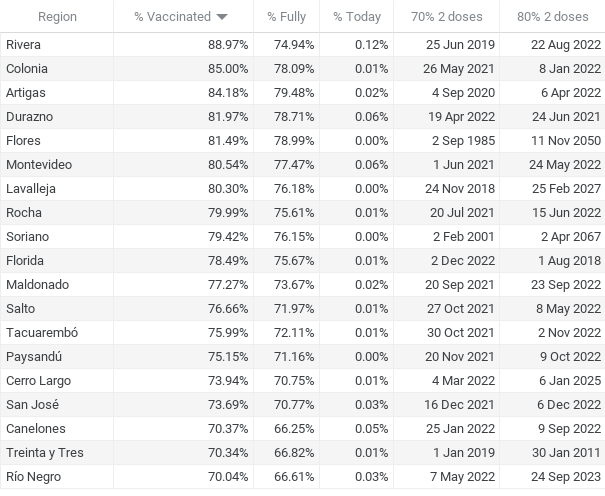 Region % Vaccinated % Fully % Today 70% 2 doses 80% 2 doses
Rivera 88.97% 74.94% 0.12% 25 Jun 2019 22 Aug 2022
Colonia 85.00% 78.09% 0.01% 26 May 2021 8 Jan 2022
Artigas 84.18% 79.48% 0.02% 4 Sep 2020 6 Apr 2022
Durazno 81.97% 78.71% 0.06% 19 Apr 2022 24 Jun 2021
Flores 81.49% 78.99% 0.00% 2 Sep 1985 11 Nov 2050
Montevideo 80.54% 77.47% 0.06% 1 Jun 2021 24 May 2022
Lavalleja 80.30% 76.18% 0.00% 24 Nov 2018 25 Feb 2027
Rocha 79.99% 75.61% 0.01% 20 Jul 2021 15 Jun 2022
Soriano 79.42% 76.15% 0.00% 2 Feb 2001 2 Apr 2067
Florida 78.49% 75.67% 0.01% 2 Dec 2022 1 Aug 2018
Maldonado 77.27% 73.67% 0.02% 20 Sep 2021 23 Sep 2022
Salto 76.66% 71.97% 0.01% 27 Oct 2021 8 May 2022
Tacuarembó 75.99% 72.11% 0.01% 30 Oct 2021 2 Nov 2022
Paysandú 75.15% 71.16% 0.00% 20 Nov 2021 9 Oct 2022
Cerro Largo 73.94% 70.75% 0.01% 4 Mar 2022 6 Jan 2025
San José 73.69% 70.77% 0.03% 16 Dec 2021 6 Dec 2022
Canelones 70.37% 66.25% 0.05% 25 Jan 2022 9 Sep 2022
Treinta y Tres 70.34% 66.82% 0.01% 1 Jan 2019 30 Jan 2011
Río Negro 70.04% 66.61% 0.03% 7 May 2022 24 Sep 2023